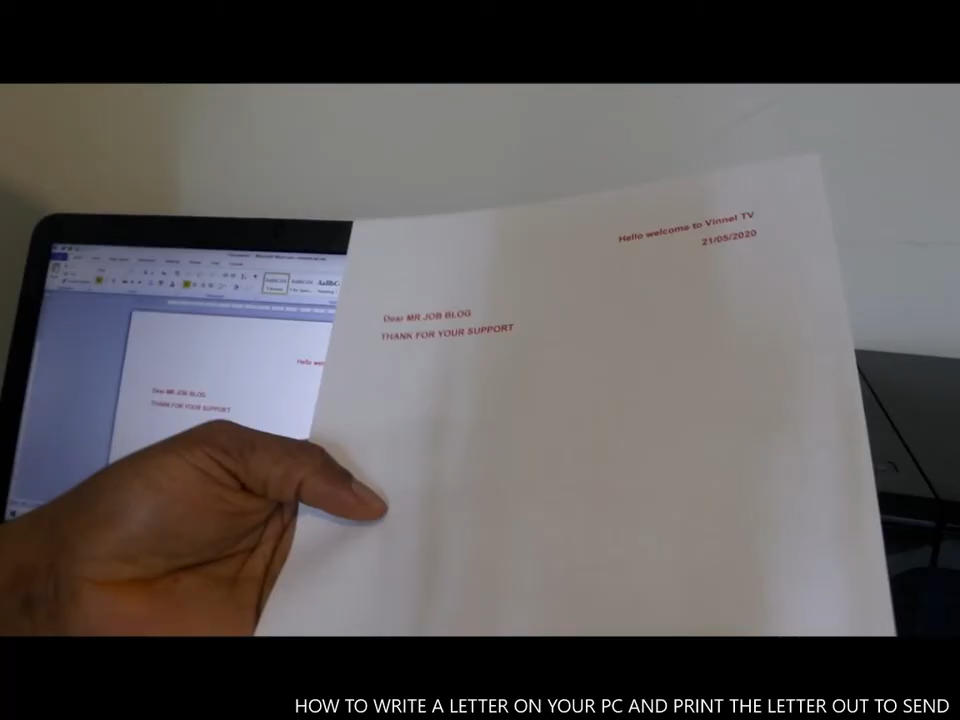 Hello welcome to Vinnel TV
21/05/2020
Dear MR JOB BLOG
THANK FOR YOUR SUPPORT
Hello we
Dear MR JOB BLOG
THANK FOR YOUR SUPPORT
HOW TO WRITE A LETTER ON YOUR PC AND PRINT THE LETTER OUT TO SEND